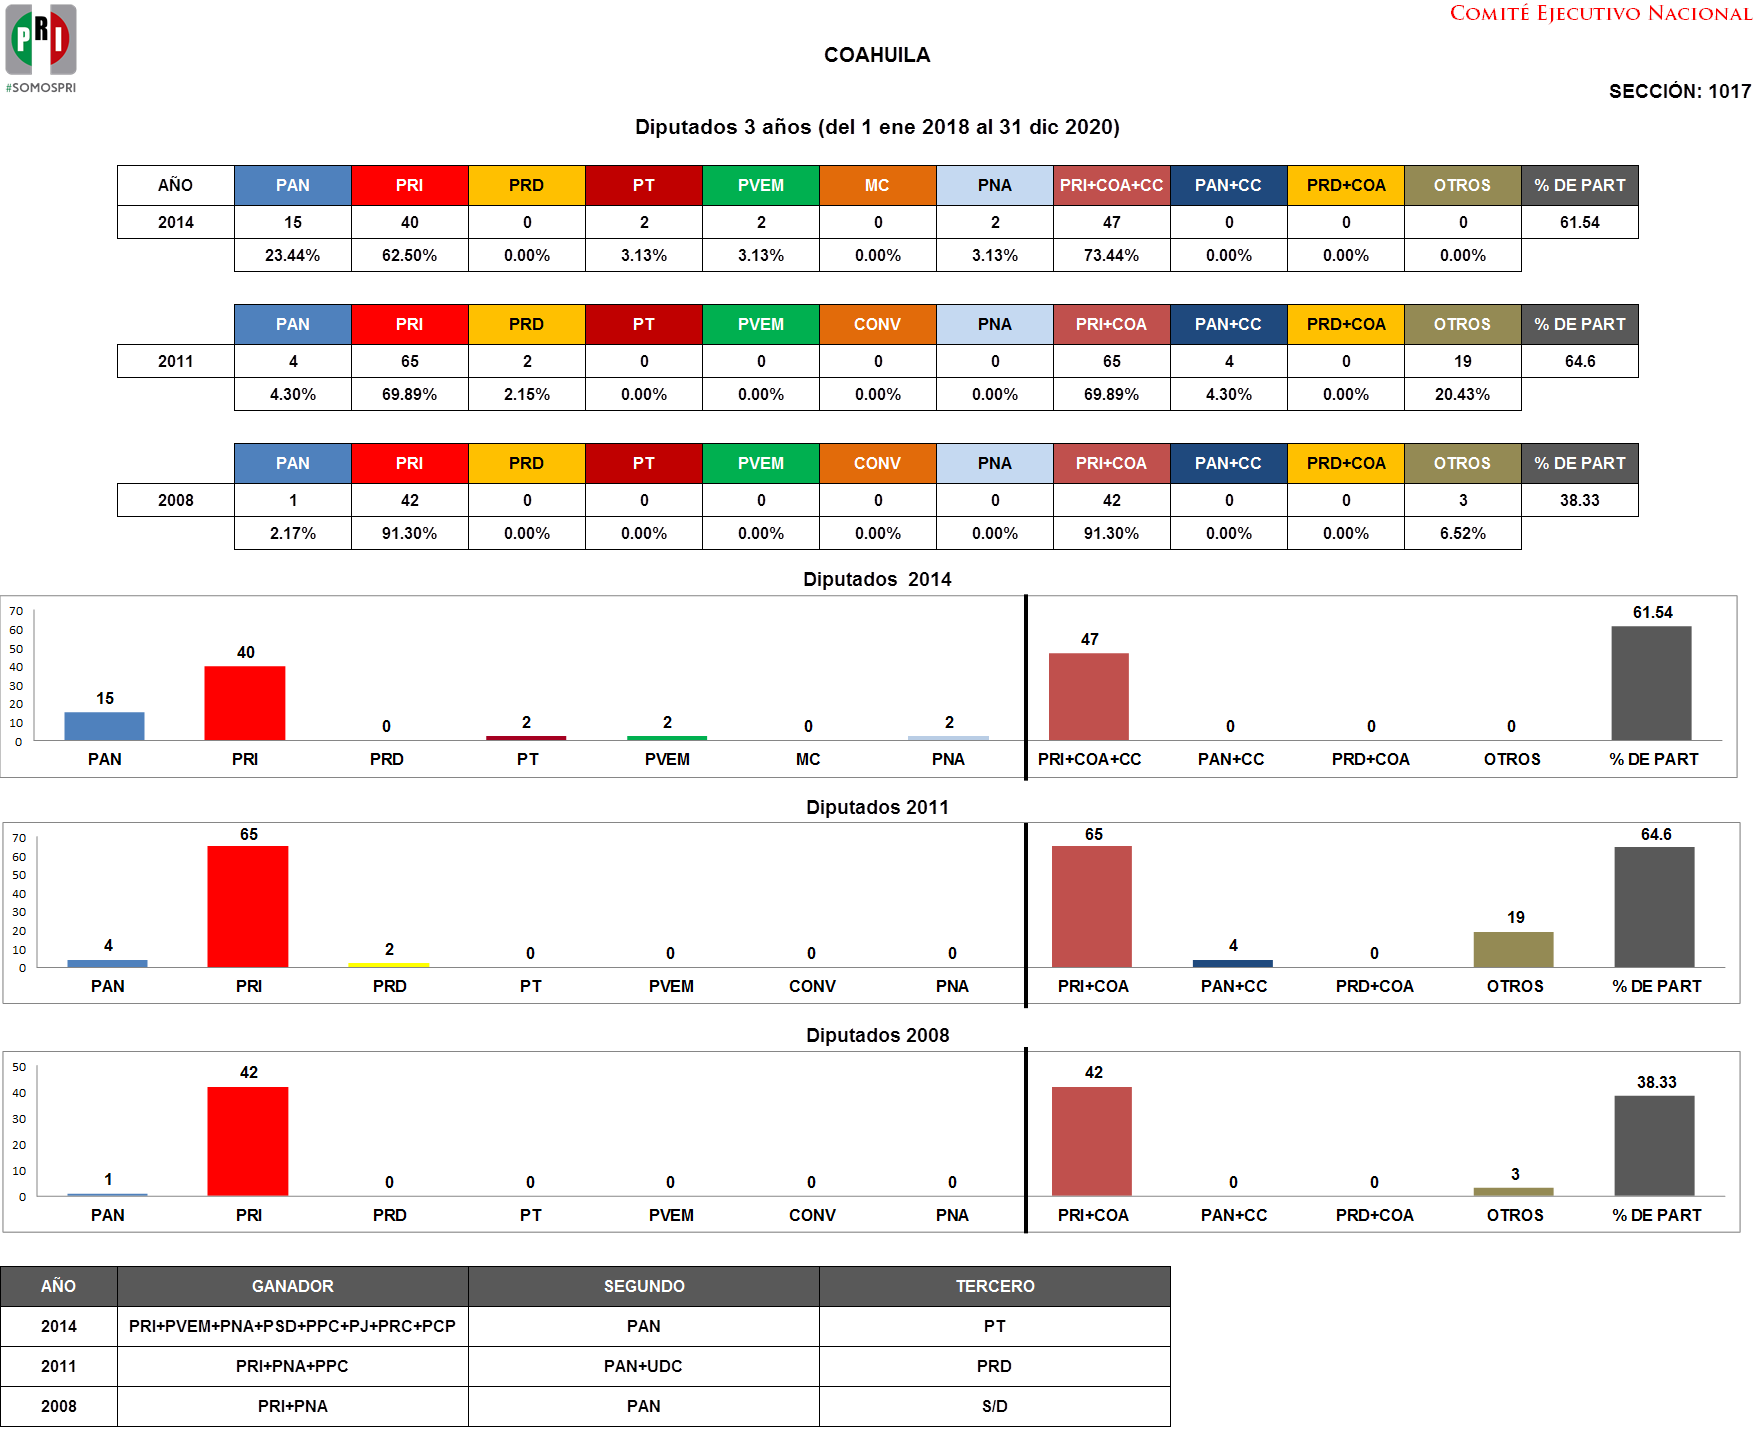 PRI
#SOMOSPRI
COMITÉ EJECUTIVO NACIONAL
COAHUILA
SECCIÓN: 1017
Diputados 3 años (del 1 ene 2018 al 31 dic 2020)
AÑO PAN PRI PRD PT PVEM MC PNA PRI+COA+CC PAN+CC PRD+COA OTROS % DE PART
2014 15 40 0 2 2 0 2 47 0 0 0 61.54
23.44% 62.50% 0.00% 3.13% 3.13% 0.00% 3.13% 73.44% 0.00% 0.00% 0.00%
PAN PRI PRD PT PVEM CONV PNA PRI+COA PAN+CC PRD+COA OTROS % DE PART
2011 4 65 2 0 0 0 0 65 4 0 19 64.6
4.30% 69.89% 2.15% 0.00% 0.00% 0.00% 0.00% 69.89% 4.30% 0.00% 20.43%
PAN PRI PRD PT PVEM CONV PNA PRI+COA PAN+CC PRD+COA OTROS % DE PART
2008 1 42 0 0 0 0 0 42 0 0 3 38.33
2.17% 91.30% 0.00% 0.00% 0.00% 0.00% 0.00% 91.30% 0.00% 0.00% 6.52%
Diputados 2014
70
60
50
40
30
20
10
0
15 40 0 2 2 0 2 47 0 0 0 61.54
PAN PRI PRD PT PVEM MC PNA PRI+COA+CC PAN+CC PRD+COA OTROS % DE PART
Diputados 2011
70
60
50
40
30
20
10
0
4 65 2 0 0 0 0 65 4 0 19 64.6
PAN PRI PRD PT PVEM CONV PNA PRI+COA PAN+CC PRD+COA OTROS % DE PART
Diputados 2008
50
40
30
20
10
0
1 42 0 0 0 0 0 42 0 0 3 38.33
PAN PRI PRD PT PVEM CONV PNA PRI+COA PAN+CC PRD+COA OTROS % DE PART
AÑO GANADOR SEGUNDO TERCERO
2014 PRI+PVEM+PNA+PSD+PPC+PJ+PRC+PCP PAN PT
2011 PRI+PNA+PPC PAN+UDC PRD
2008 PRI+PNA PAN S/D